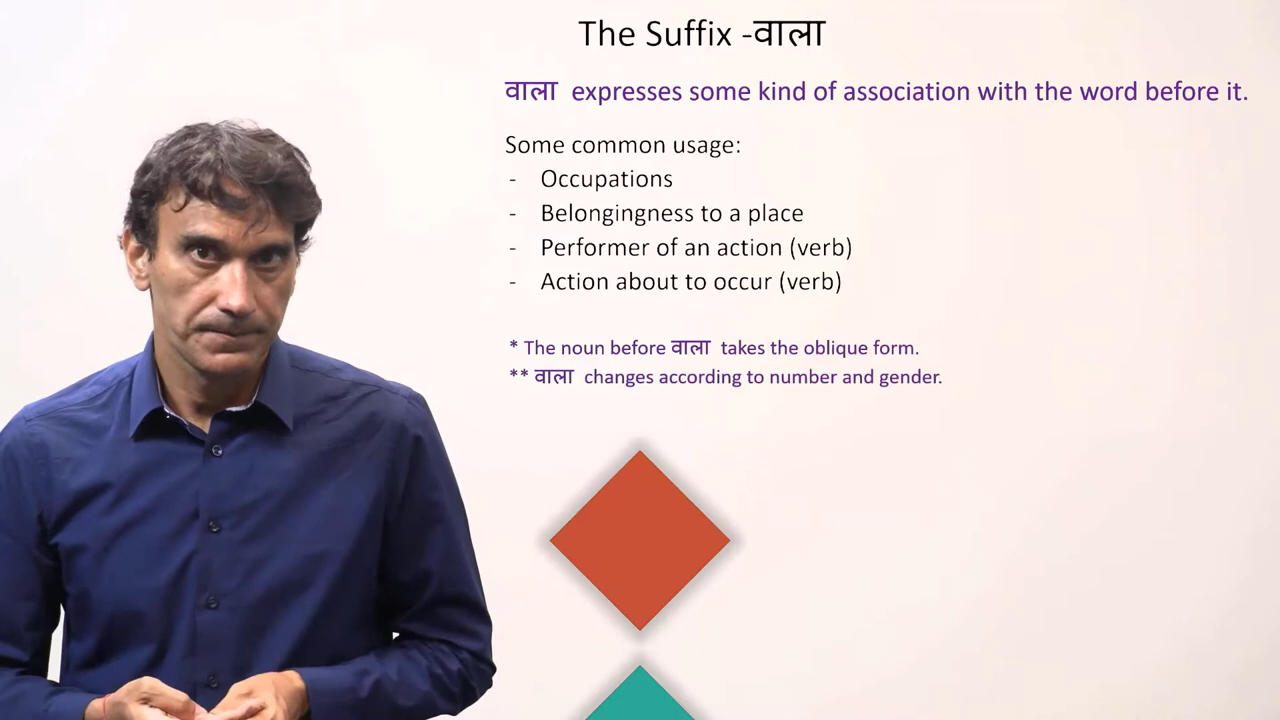 The Suffix -वाला
वाला expresses some kind of association with the word before it.
Some common usage:
- Occupations
- Belongingness to a place
- Performer of an action (verb)
- Action about to occur (verb)
* The noun before वाला takes the oblique form.
** वाला changes according to number and gender.